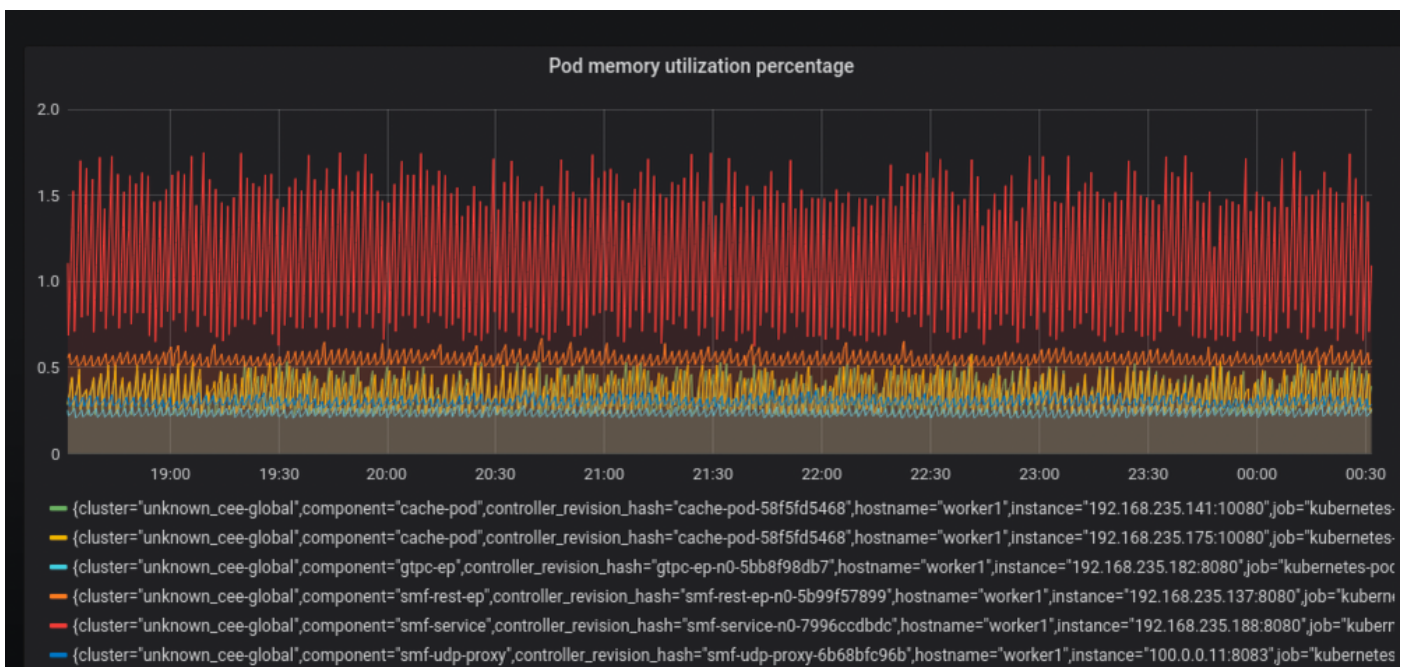 Pod memory utilization percentage
2.0
1.5
1.0
0.5
0
19:00 19:30 20:00 20:30 21:00 21:30 22:00 22:30 23:00 23:30 00:00 00:30
{cluster="unknown_cee-global",component="cache-pod",controller_revision_hash="cache-pod-58f5fd5468",hostname="worker1",instance="192.168.235.141:10080",job="kubernetes-
{cluster="unknown_cee-global",component="cache-pod",controller_revision_hash="cache-pod-58f5fd5468",hostname="worker1",instance="192.168.235.175:10080",job="kubernetes-
{cluster="unknown_cee-global",component="gtpc-ep",controller_revision_hash="gtpc-ep-n0-5bb8f98db7",hostname="worker1",instance="192.168.235.182:8080",job="kubernetes-poc
{cluster="unknown_cee-global",component="smf-rest-ep",controller_revision_hash="smf-rest-ep-n0-5b99f57899",hostname="worker1",instance="192.168.235.137:8080",job="kuberne
{cluster="unknown_cee-global",component="smf-service",controller_revision_hash="smf-service-n0-7996ccdbdc",hostname="worker1",instance="192.168.235.188:8080",job="kubern
{cluster="unknown_cee-global",component="smf-udp-proxy",controller_revision_hash="smf-udp-proxy-6b68bfc96b",hostname="worker1",instance="100.0.0.11:8083",job="kubernetes